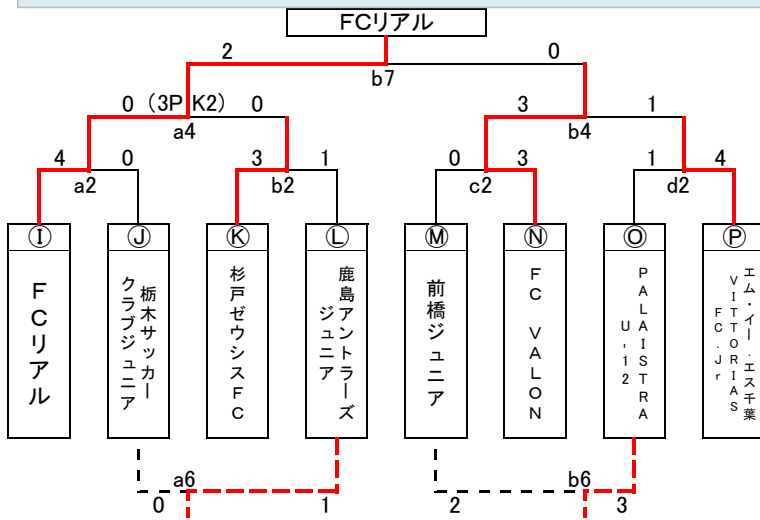 FCリアル
2 0
b7
0 (3PK2) 0 3 1
a4 b4
4 0 3 1 0 3 1 4
a2 b2 c2 d2
Ⓘ Ⓙ Ⓚ Ⓛ Ⓜ Ⓝ Ⓞ Ⓟ
FCリアル
栃木サッカー
クラブジュニア
杉戸ゼウシスFC
鹿島アントラーズ
ジュニア
前橋ジュニア
FC VALON
PALAISTRA
U-12
エム・イー.エス千葉
VITTORIAS
FC.Jr
a6 b6
0 1 2 3